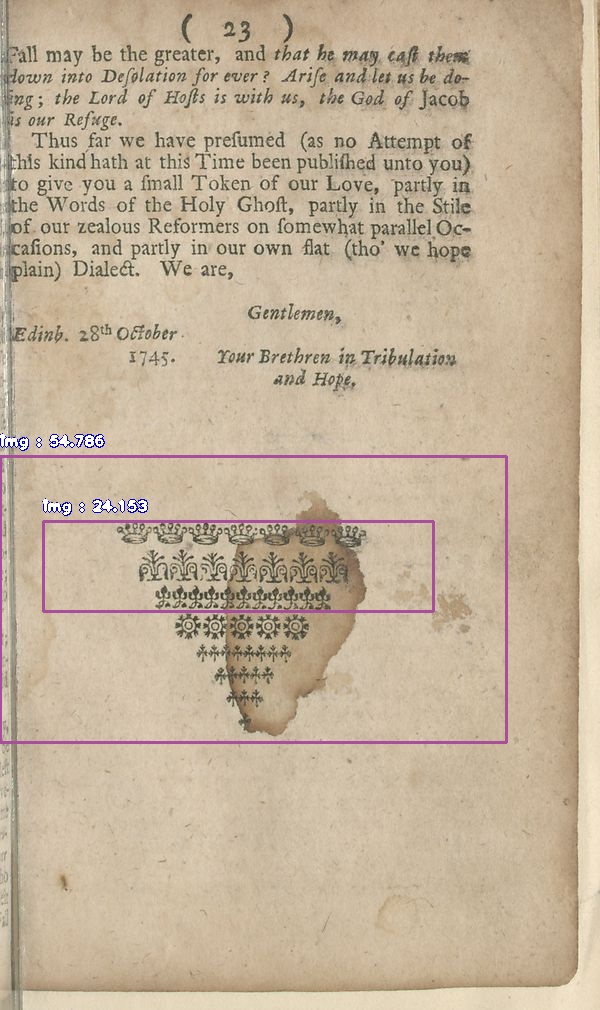 ( 23 )
Fall may be the greater, and that he may caſt them
down into Deſolation for ever? Ariſe and let us be do-
ing; the Lord of Hoſts is with us, the God of Jacob
is our Refuge.
Thus far we have preſumed (as no Attempt of
this kind hath at this Time been publiſhed unto you)
to give you a ſmall Token of our Love, partly in
the Words of the Holy Ghoſt, partly in the Stile
of our zealous Reformers on ſomewhat parallel Oc-
caſions, and partly in our own flat (tho' we hope
plain) Dialect. We are,
Gentlemen,
Edinb. 28th October
1745. Your Brethren in Tribulation
and Hope.
img : 54.786
img : 24.153